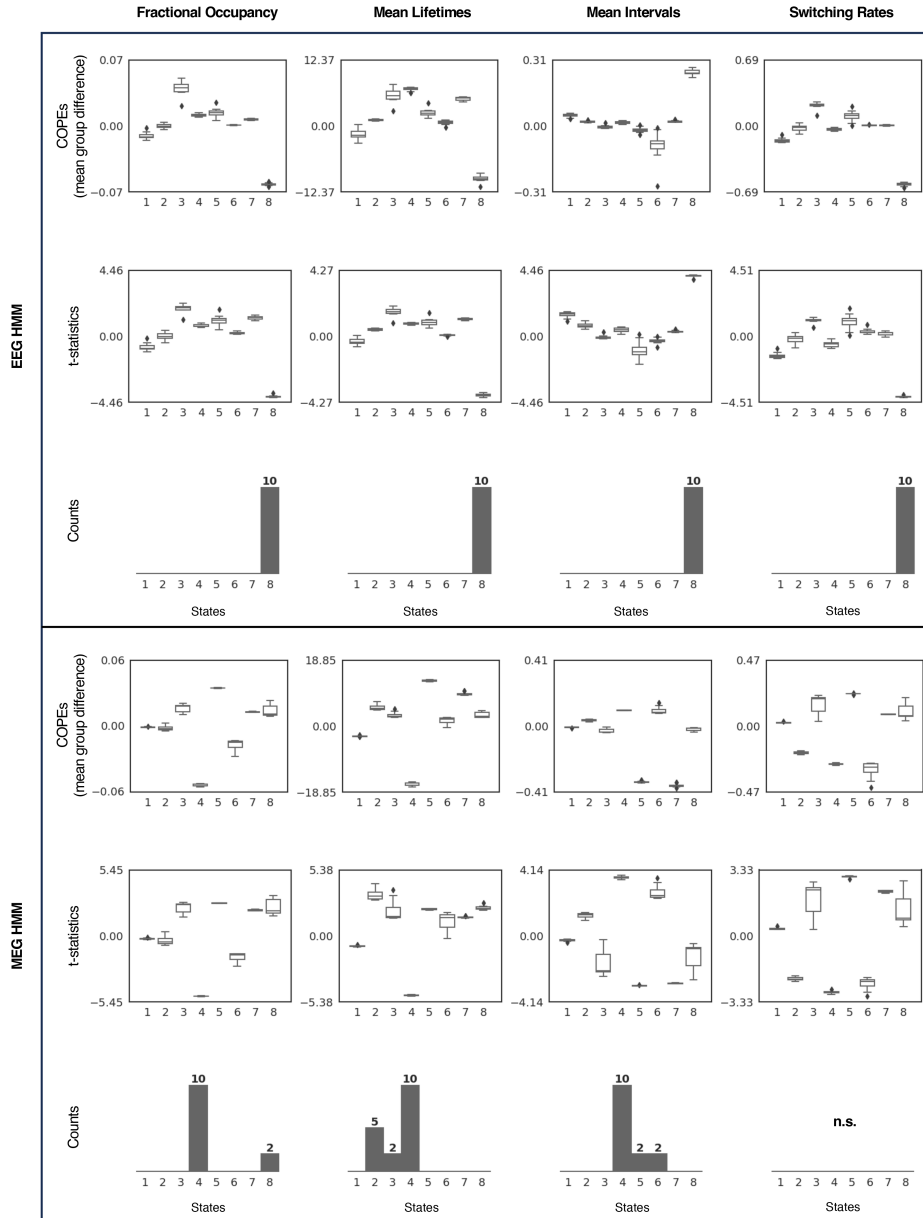 Fractional Occupancy Mean Lifetimes Mean Intervals Switching Rates
EEG HMM
COPEs
(mean group difference)
0.07 12.37 0.31 0.69
0.00 0.00 0.00 0.00
−0.07 −12.37 −0.31 −0.69
1 2 3 4 5 6 7 8 1 2 3 4 5 6 7 8 1 2 3 4 5 6 7 8 1 2 3 4 5 6 7 8
t-statistics
4.46 4.27 4.46 4.51
0.00 0.00 0.00 0.00
−4.46 −4.27 −4.46 −4.51
1 2 3 4 5 6 7 8 1 2 3 4 5 6 7 8 1 2 3 4 5 6 7 8 1 2 3 4 5 6 7 8
Counts
10 10 10 10
1 2 3 4 5 6 7 8 1 2 3 4 5 6 7 8 1 2 3 4 5 6 7 8 1 2 3 4 5 6 7 8
States States States States
MEG HMM
COPEs
(mean group difference)
0.06 18.85 0.41 0.47
0.00 0.00 0.00 0.00
−0.06 −18.85 −0.41 −0.47
1 2 3 4 5 6 7 8 1 2 3 4 5 6 7 8 1 2 3 4 5 6 7 8 1 2 3 4 5 6 7 8
t-statistics
5.45 5.38 4.14 3.33
0.00 0.00 0.00 0.00
−5.45 −5.38 −4.14 −3.33
1 2 3 4 5 6 7 8 1 2 3 4 5 6 7 8 1 2 3 4 5 6 7 8 1 2 3 4 5 6 7 8
Counts
10 2 5 2 10 10 2 2 n.s.
1 2 3 4 5 6 7 8 1 2 3 4 5 6 7 8 1 2 3 4 5 6 7 8 1 2 3 4 5 6 7 8
States States States States